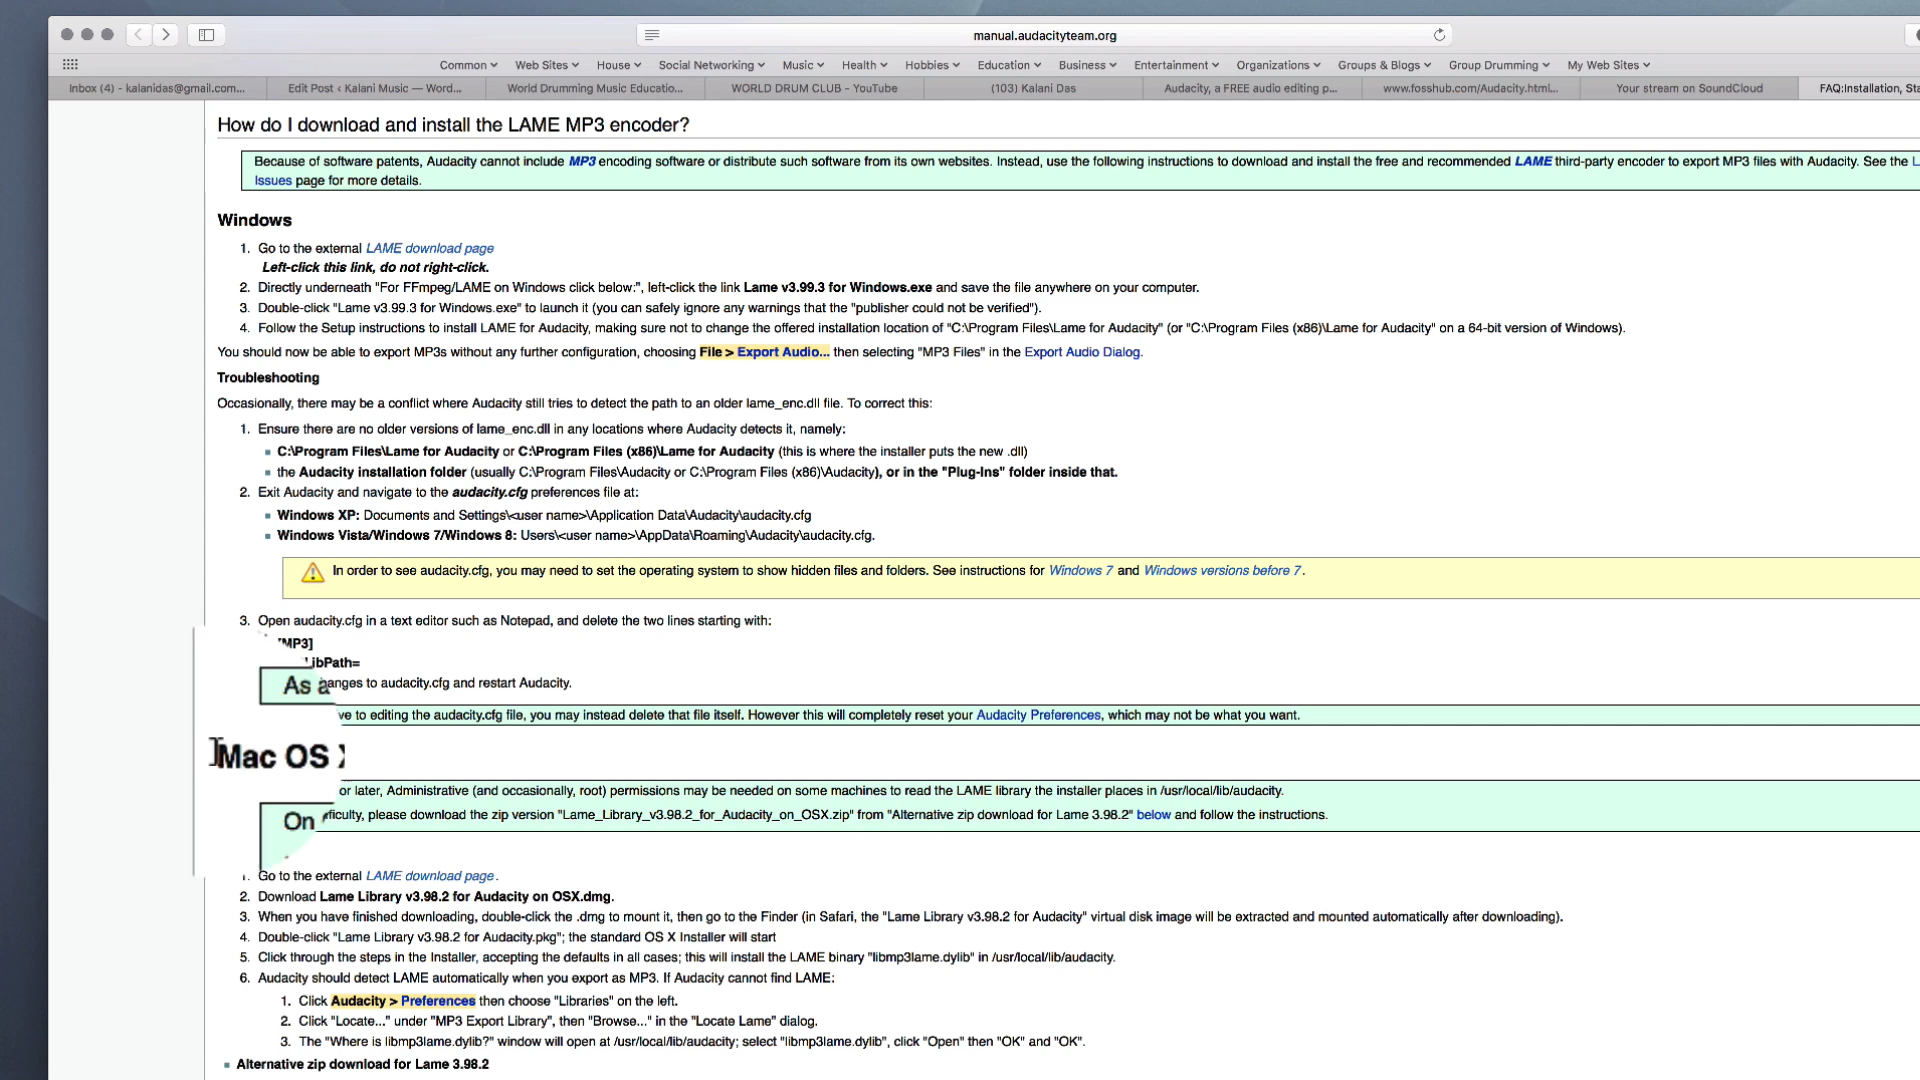 manual.audacityteam.org
Common Web Sites House Social Networking Music Health Hobbies Education Business Entertainment Organizations Groups & Blogs Group Drumming My Web Sites
Inbox (4) - kalanidas@gmail.com... Edit Post ‹ Kalani Music — Word... World Drumming Music Educatio... WORLD DRUM CLUB - YouTube (103) Kalani Das Audacity, a FREE audio editing p... www.fosshub.com/Audacity.html... Your stream on SoundCloud FAQ:Installation, Sta
How do I download and install the LAME MP3 encoder?
Because of software patents, Audacity cannot include MP3 encoding software or distribute such software from its own websites. Instead, use the following instructions to download and install the free and recommended LAME third-party encoder to export MP3 files with Audacity. See the L
Issues page for more details.
Windows
1. Go to the external LAME download page
Left-click this link, do not right-click.
2. Directly underneath "For FFmpeg/LAME on Windows click below:", left-click the link Lame v3.99.3 for Windows.exe and save the file anywhere on your computer.
3. Double-click "Lame v3.99.3 for Windows.exe" to launch it (you can safely ignore any warnings that the "publisher could not be verified").
4. Follow the Setup instructions to install LAME for Audacity, making sure not to change the offered installation location of "C:\Program Files\Lame for Audacity" (or "C:\Program Files (x86)\Lame for Audacity" on a 64-bit version of Windows).
You should now be able to export MP3s without any further configuration, choosing File > Export Audio... then selecting "MP3 Files" in the Export Audio Dialog.
Troubleshooting
Occasionally, there may be a conflict where Audacity still tries to detect the path to an older lame_enc.dll file. To correct this:
1. Ensure there are no older versions of lame_enc.dll in any locations where Audacity detects it, namely:
C:\Program Files\Lame for Audacity or C:\Program Files (x86)\Lame for Audacity (this is where the installer puts the new .dll)
the Audacity installation folder (usually C:\Program Files\Audacity or C:\Program Files (x86)\Audacity), or in the "Plug-Ins" folder inside that.
2. Exit Audacity and navigate to the audacity.cfg preferences file at:
Windows XP: Documents and Settings\<user name>\Application Data\Audacity\audacity.cfg
Windows Vista/Windows 7/Windows 8: Users\<user name>\AppData\Roaming\Audacity\audacity.cfg.
In order to see audacity.cfg, you may need to set the operating system to show hidden files and folders. See instructions for Windows 7 and Windows versions before 7.
3. Open audacity.cfg in a text editor such as Notepad, and delete the two lines starting with:
MP3]
ibPath=
As a anges to audacity.cfg and restart Audacity.
ve to editing the audacity.cfg file, you may instead delete that file itself. However this will completely reset your Audacity Preferences, which may not be what you want.
Mac OS
or later, Administrative (and occasionally, root) permissions may be needed on some machines to read the LAME library the installer places in /usr/local/lib/audacity.
On fficulty, please download the zip version "Lame_Library_v3.98.2_for_Audacity_on_OSX.zip" from "Alternative zip download for Lame 3.98.2" below and follow the instructions.
1. Go to the external LAME download page.
2. Download Lame Library v3.98.2 for Audacity on OSX.dmg.
3. When you have finished downloading, double-click the .dmg to mount it, then go to the Finder (in Safari, the "Lame Library v3.98.2 for Audacity" virtual disk image will be extracted and mounted automatically after downloading).
4. Double-click "Lame Library v3.98.2 for Audacity.pkg"; the standard OS X Installer will start
5. Click through the steps in the Installer, accepting the defaults in all cases; this will install the LAME binary "libmp3lame.dylib" in /usr/local/lib/audacity.
6. Audacity should detect LAME automatically when you export as MP3. If Audacity cannot find LAME:
1. Click Audacity > Preferences then choose "Libraries" on the left.
2. Click "Locate..." under "MP3 Export Library", then "Browse..." in the "Locate Lame" dialog.
3. The "Where is libmp3lame.dylib?" window will open at /usr/local/lib/audacity; select "libmp3lame.dylib", click "Open" then "OK" and "OK".
Alternative zip download for Lame 3.98.2